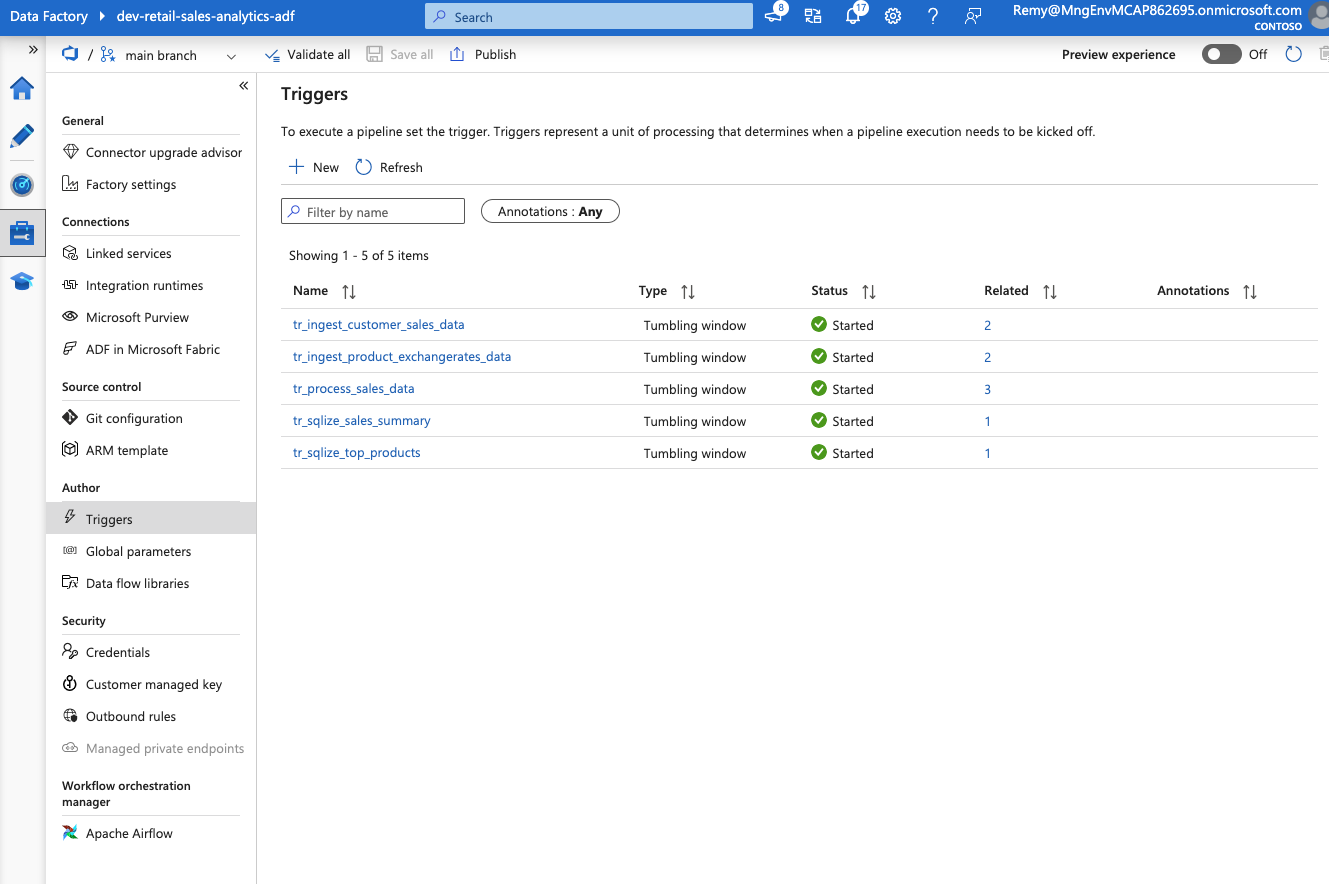 Data Factory dev-retail-sales-analytics-adf Search 8 17 Remy@MngEnvMCAP862695.onmicrosoft.com
CONTOSO
/ main branch Validate all Save all Publish Preview experience Off
General
Connector upgrade advisor
Factory settings
Connections
Linked services
Integration runtimes
Microsoft Purview
ADF in Microsoft Fabric
Source control
Git configuration
ARM template
Author
Triggers
Global parameters
Data flow libraries
Security
Credentials
Customer managed key
Outbound rules
Managed private endpoints
Workflow orchestration
manager
Apache Airflow
Triggers
To execute a pipeline set the trigger. Triggers represent a unit of processing that determines when a pipeline execution needs to be kicked off.
New Refresh
Filter by name Annotations : Any
Showing 1 - 5 of 5 items
Name Type Status Related Annotations
tr_ingest_customer_sales_data Tumbling window Started 2
tr_ingest_product_exchangerates_data Tumbling window Started 2
tr_process_sales_data Tumbling window Started 3
tr_sqlize_sales_summary Tumbling window Started 1
tr_sqlize_top_products Tumbling window Started 1